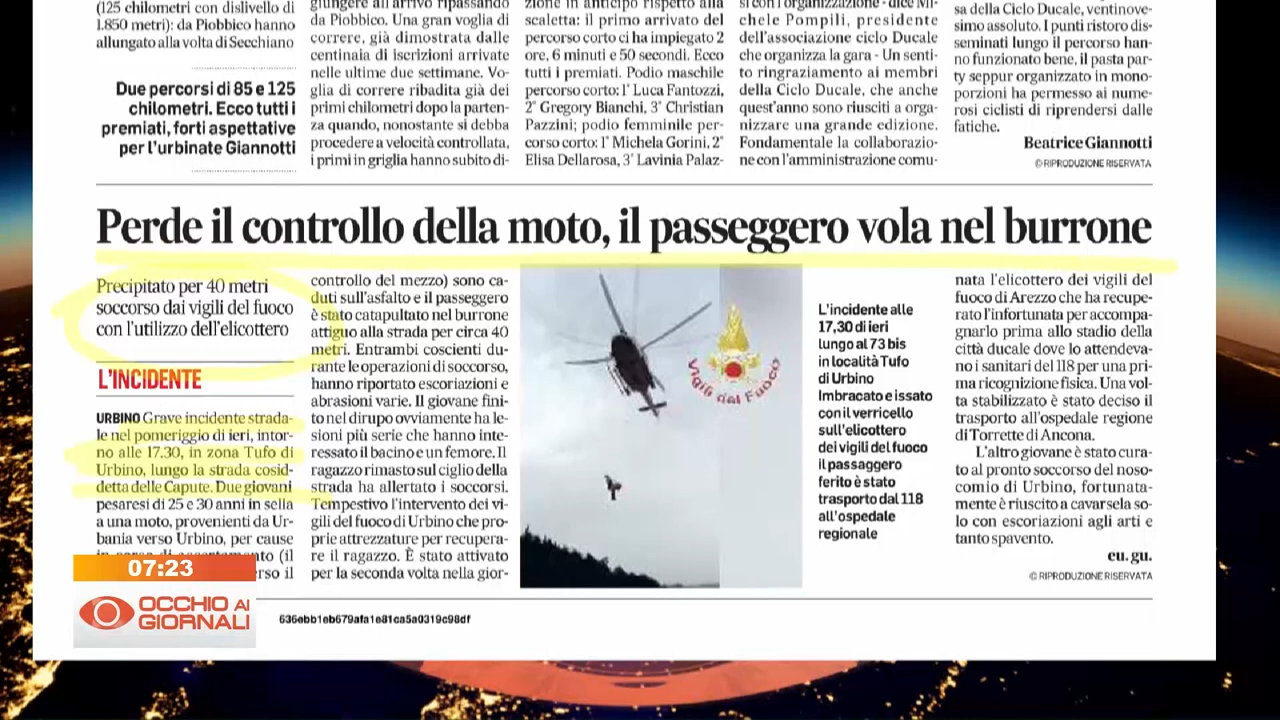 (125 chilometri con dislivello di
1.850 metri): da Piobbico hanno
allungato alla volta di Secchiano
Due percorsi di 85 e 125
chilometri. Ecco tutti i
premiati, forti aspettative
per l'urbinate Giannotti
giungere all'arrivo ripassando
da Piobbico. Una gran voglia di
correre, già dimostrata dalle
centinaia di iscrizioni arrivate
nelle ultime due settimane. Vo-
glia di correre ribadita già dei
primi chilometri dopo la parten-
za quando, nonostante si debba
procedere a velocità controllata,
i primi in griglia hanno subito di-
zione in anticipo rispetto alla
scaletta: il primo arrivato del
percorso corto ci ha impiegato 2
ore, 6 minuti e 50 secondi. Ecco
tutti i premiati. Podio maschile
percorso corto: 1° Luca Fantozzi,
2° Gregory Bianchi, 3° Christian
Pazzini; podio femminile per-
corso corto: 1° Michela Gorini, 2°
Elisa Dellarosa, 3° Lavinia Palaz-
si con l'organizzazione - dice Mi-
chele Pompili, presidente
dell'associazione ciclo Ducale
che organizza la gara - Un senti-
to ringraziamento ai membri
della Ciclo Ducale, che anche
quest'anno sono riusciti a orga-
nizzare una grande edizione.
Fondamentale la collaborazio-
ne con l'amministrazione comu-
sa della Ciclo Ducale, ventinove-
simo assoluto. I punti ristoro dis-
seminati lungo il percorso han-
no funzionato bene, il pasta par-
ty seppur organizzato in mono-
porzioni ha permesso ai nume-
rosi ciclisti di riprendersi dalle
fatiche.
Beatrice Giannotti
© RIPRODUZIONE RISERVATA
Perde il controllo della moto, il passeggero vola nel burrone
Precipitato per 40 metri
soccorso dai vigili del fuoco
con l'utilizzo dell'elicottero
L'INCIDENTE
URBINO Grave incidente strada-
le nel pomeriggio di ieri, intor-
no alle 17.30, in zona Tufo di
Urbino, lungo la strada cosid-
detta delle Capute. Due giovani
pesaresi di 25 e 30 anni in sella
a una moto, provenienti da Ur-
bania verso Urbino, per cause
in corso di accertamento (il
erso il
controllo del mezzo) sono ca-
duti sull'asfalto e il passeggero
è stato catapultato nel burrone
attiguo alla strada per circa 40
metri. Entrambi coscienti du-
rante le operazioni di soccorso,
hanno riportato escoriazioni e
abrasioni varie. Il giovane fini-
to nel dirupo ovviamente ha le-
sioni più serie che hanno inte-
ressato il bacino e un femore. Il
ragazzo rimasto sul ciglio della
strada ha allertato i soccorsi.
Tempestivo l'intervento dei vi-
gili del fuoco di Urbino che pro-
prie attrezzature per recupera-
re il ragazzo. È stato attivato
per la seconda volta nella gior-
Vigili del Fuoco
L'incidente alle
17,30 di ieri
lungo al 73 bis
in località Tufo
di Urbino
Imbracato e issato
con il verricello
sull'elicottero
dei vigili del fuoco
il passaggero
ferito è stato
trasporto dal 118
all'ospedale
regionale
nata l'elicottero dei vigili del
fuoco di Arezzo che ha recupe-
rato l'infortunata per accompa-
gnarlo prima allo stadio della
città ducale dove lo attendeva-
no i sanitari del 118 per una pri-
ma ricognizione fisica. Una vol-
ta stabilizzato è stato deciso il
trasporto all'ospedale regione
di Torrette di Ancona.
L'altro giovane è stato cura-
to al pronto soccorso del noso-
comio di Urbino, fortunata-
mente è riuscito a cavarsela so-
lo con escoriazioni agli arti e
tanto spavento.
eu. gu.
© RIPRODUZIONE RISERVATA
07:23
OCCHIO AI
GIORNALI
636ebb1eb679afa1e81ca5a0319c98df